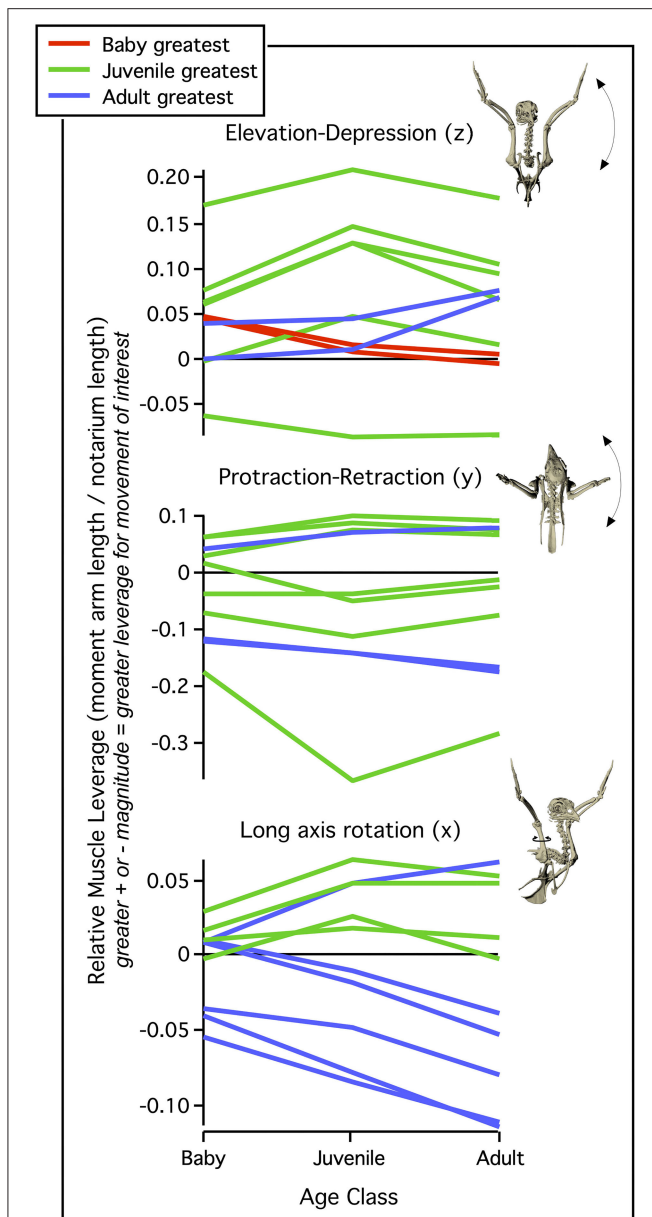 Baby greatest
Juvenile greatest
Adult greatest
Elevation-Depression (z)
0.20
0.15
0.10
0.05
0
-0.05
Protraction-Retraction (y)
0.1
0
-0.1
-0.2
-0.3
Long axis rotation (x)
0.05
0
-0.05
-0.10
Baby
Juvenile
Adult
Age Class
Relative Muscle Leverage (moment arm length / notarium length)
greater + or - magnitude = greater leverage for movement of interest